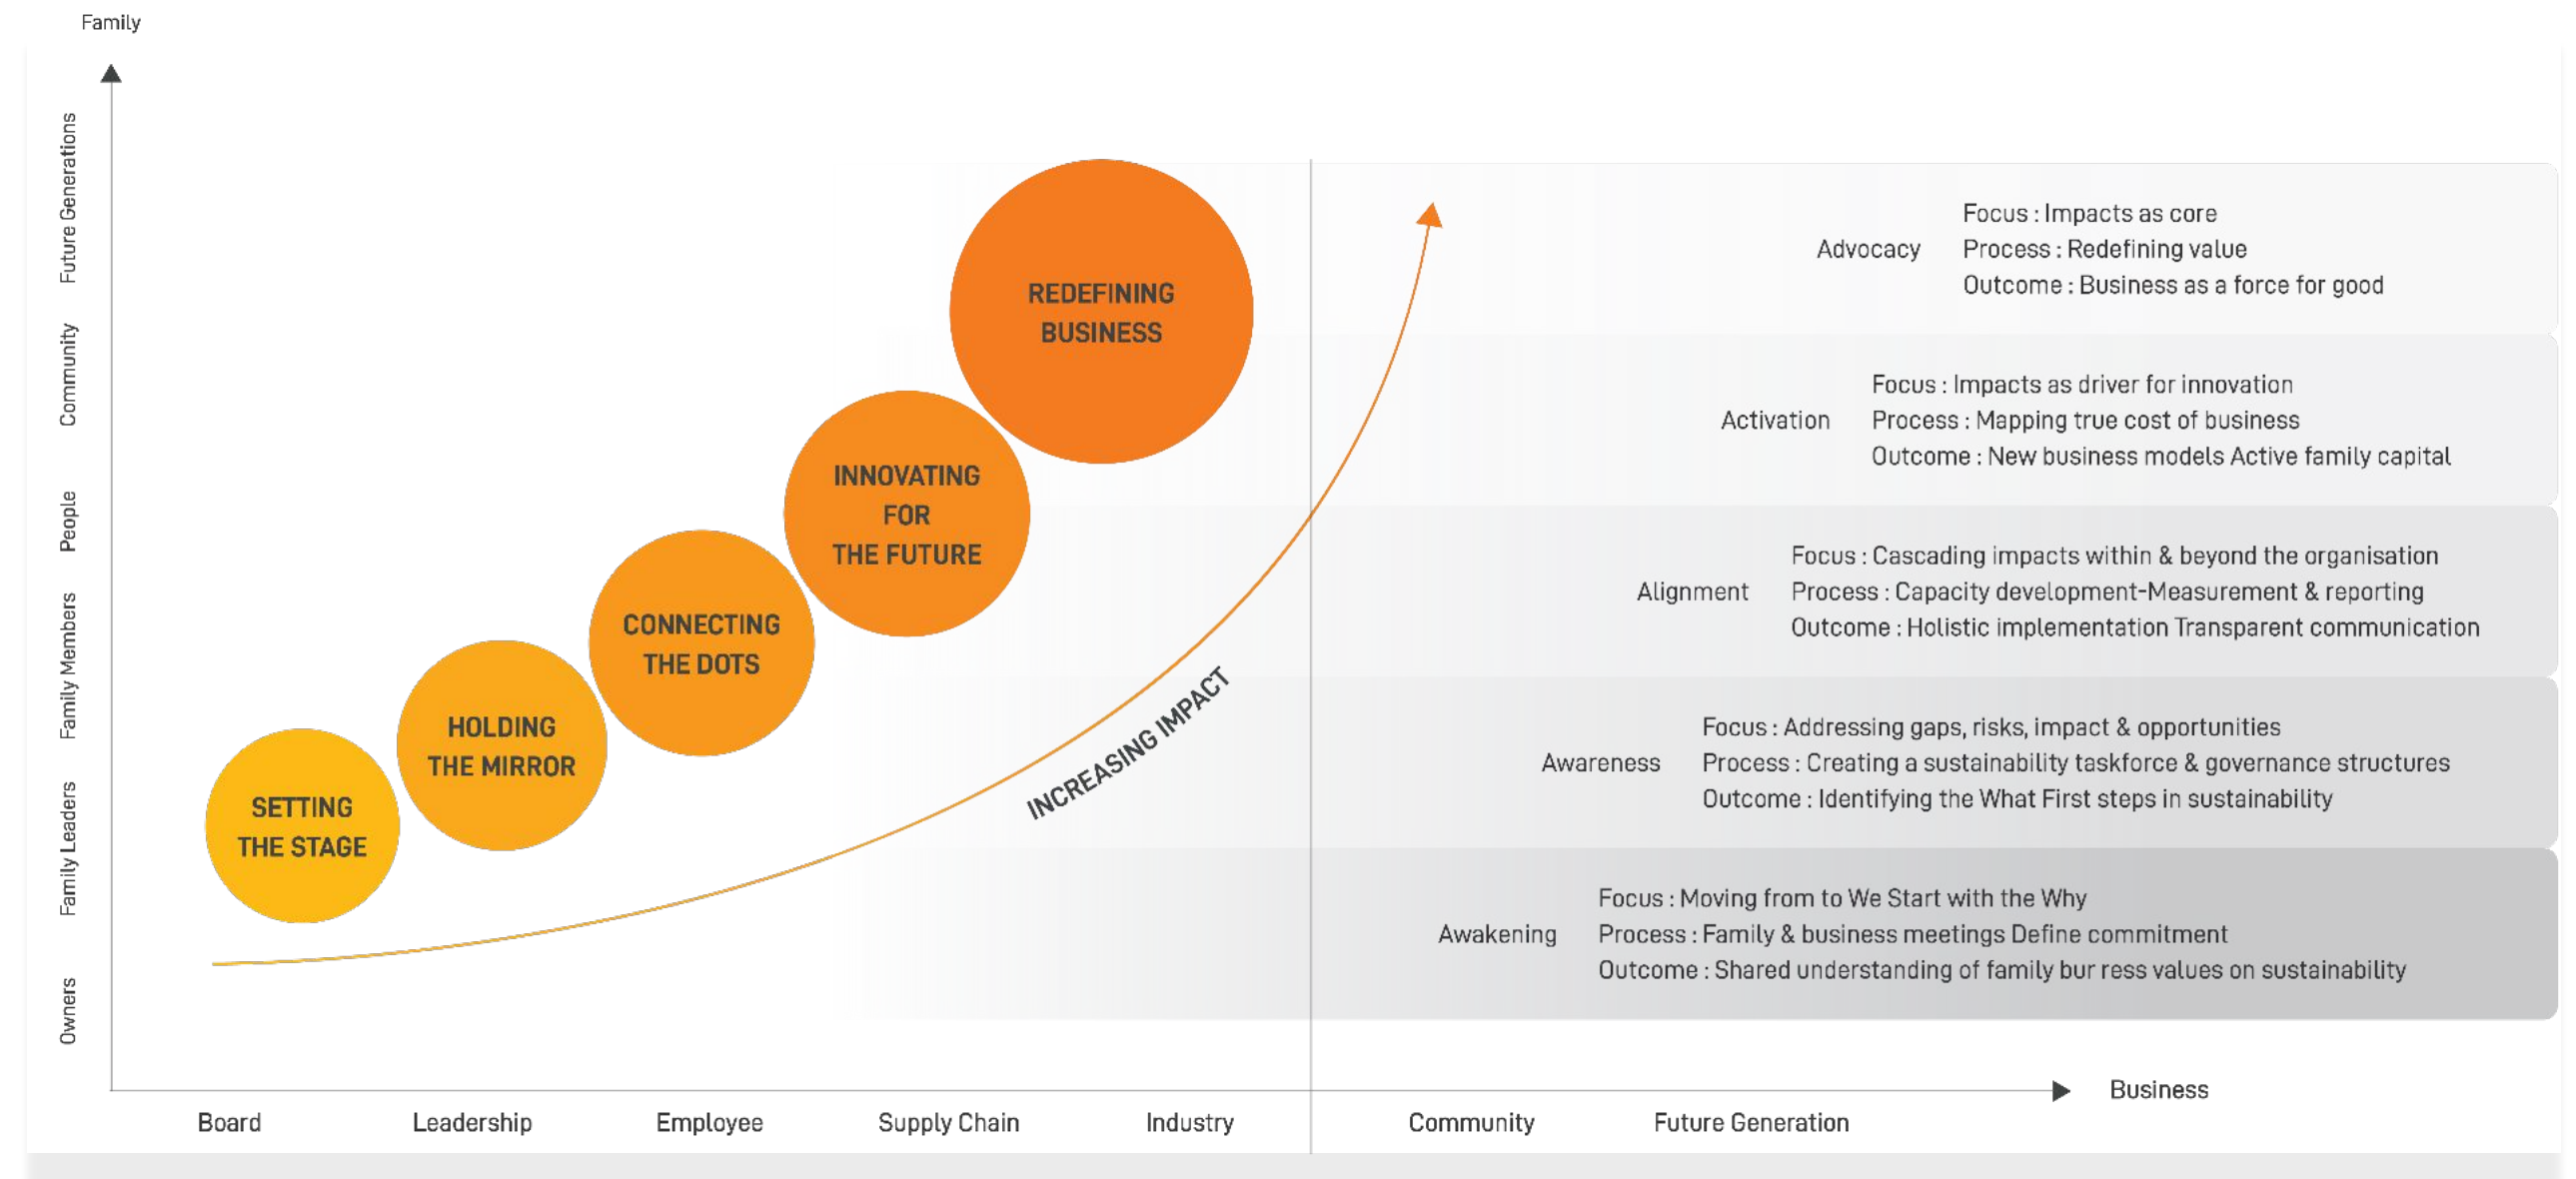 Family
Future Generations
Community
People
Family Members
Family Leaders
Owners
REDEFINING
BUSINESS
INNOVATING
FOR
THE FUTURE
CONNECTING
THE DOTS
HOLDING
THE MIRROR
SETTING
THE STAGE
INCREASING IMPACT
Advocacy
Focus : Impacts as core
Process : Redefining value
Outcome : Business as a force for good
Activation
Focus : Impacts as driver for innovation
Process : Mapping true cost of business
Outcome : New business models Active family capital
Alignment
Focus : Cascading impacts within & beyond the organisation
Process : Capacity development-Measurement & reporting
Outcome : Holistic implementation Transparent communication
Awareness
Focus : Addressing gaps, risks, impact & opportunities
Process : Creating a sustainability taskforce & governance structures
Outcome : Identifying the What First steps in sustainability
Awakening
Focus : Moving from to We Start with the Why
Process : Family & business meetings Define commitment
Outcome : Shared understanding of family bur ress values on sustainability
Business
Board
Leadership
Employee
Supply Chain
Industry
Community
Future Generation